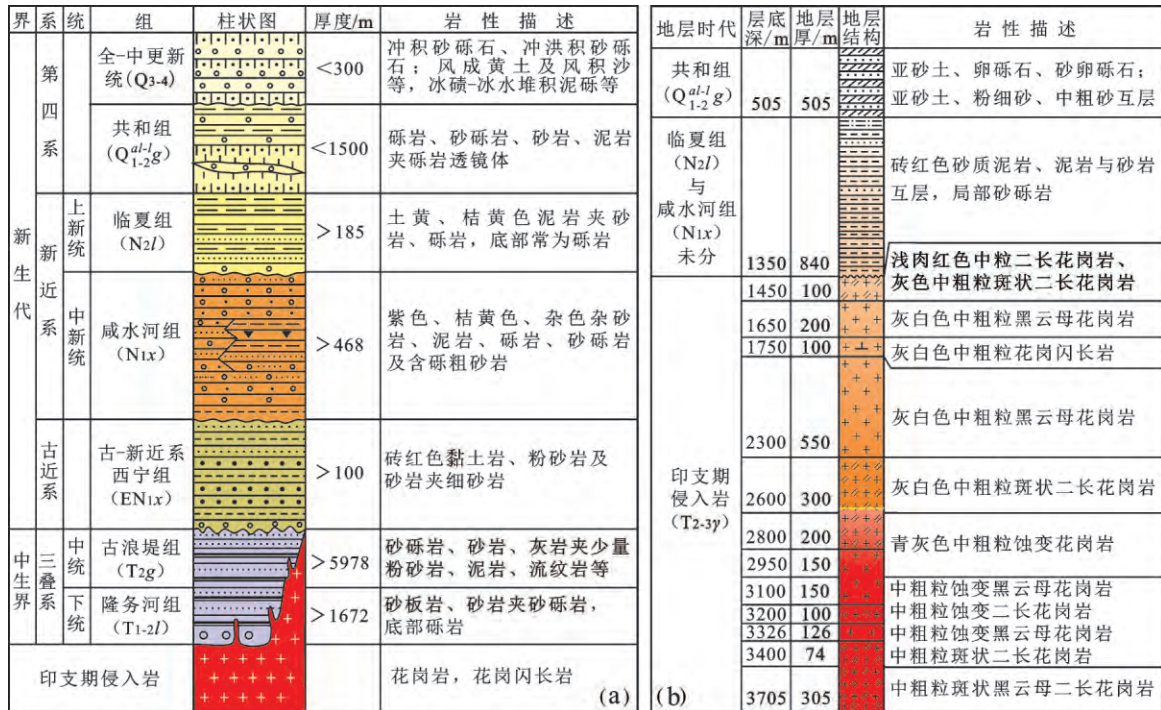 界 系 统 组 柱状图 厚度/m 岩 性 描 述
新生代
第四系
全-中更新
统(Q3-4)
<300
冲积砂砾石、冲洪积砂砾
石；风成黄土及风积沙
等，冰碛-冰水堆积泥砾等
共和组
(Q1-2^al-l g)
<1500
砾岩、砂砾岩、砂岩、泥岩
夹砾岩透镜体
新近系
上新统
临夏组
(N2l)
>185
土黄、桔黄色泥岩夹砂
岩、砾岩，底部常为砾岩
中新统
咸水河组
(N1x)
>468
紫色、桔黄色、杂色杂砂
岩、泥岩、砾岩、砂砾岩
及含砾粗砂岩
古近系
古-新近系
西宁组
(EN1x)
>100
砖红色黏土岩、粉砂岩及
砂岩夹细砂岩
中生界
三叠系
中统
古浪堤组
(T2g)
>5978
砂砾岩、砂岩、灰岩夹少量
粉砂岩、泥岩、流纹岩等
下统
隆务河组
(T1-2l)
>1672
砂板岩、砂岩夹砂砾岩，
底部砾岩
印支期侵入岩
花岗岩，花岗闪长岩
(a)
地层时代 层底深/m 地层厚/m 地层结构 岩 性 描 述
共和组
(Q1-2^al-l g)
505 505
亚砂土、卵砾石、砂卵砾石；
亚砂土、粉细砂、中粗砂互层
临夏组
(N2l)
与
咸水河组
(N1x)
未分
1350 840
砖红色砂质泥岩、泥岩与砂岩
互层，局部砂砾岩
印支期
侵入岩
(T2-3γ)
浅肉红色中粒二长花岗岩、
灰色中粗粒斑状二长花岗岩
1450 100
1650 200
灰白色中粗粒黑云母花岗岩
1750 100
灰白色中粗粒花岗闪长岩
2300 550
灰白色中粗粒黑云母花岗岩
2600 300
灰白色中粗粒斑状二长花岗岩
2800 200
青灰色中粗粒蚀变花岗岩
2950 150
3100 150
中粗粒蚀变黑云母花岗岩
3200 100
中粗粒蚀变二长花岗岩
3326 126
中粗粒蚀变黑云母花岗岩
3400 74
中粗粒斑状二长花岗岩
3705 305
中粗粒斑状黑云母二长花岗岩
(b)